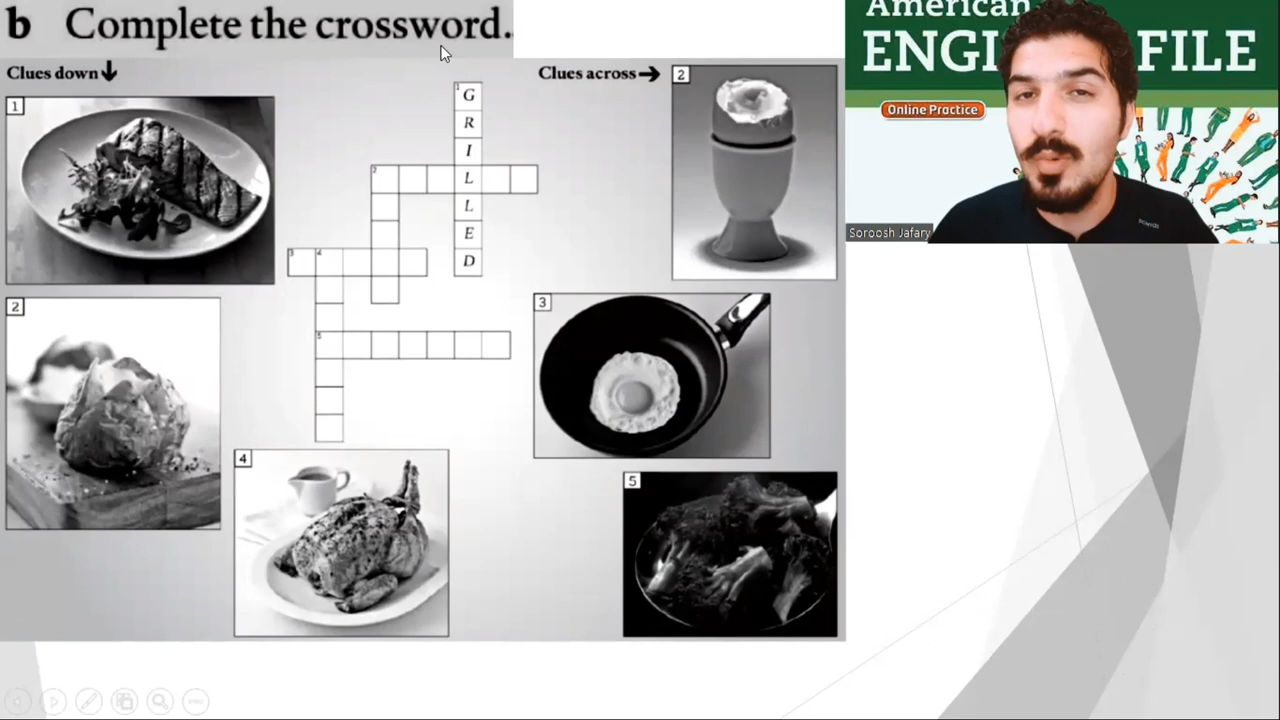 b Complete the crossword.
Clues down
1
2
4
1
G
R
I
L
L
E
D
2
3
4
5
Clues across
2
3
5
American
ENGL FILE
Online Practice
Soroosh Jafary